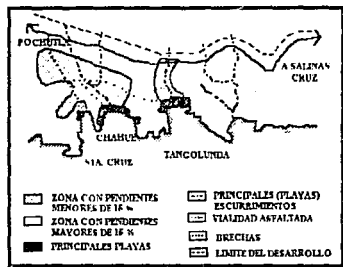 POCHUTLA
A SALINAS
CRUZ
CHAHUE
STA. CRUZ
TANGOLUNDA
ZONA CON PENDIENTES
MENORES DE 15 %
ZONA CON PENDIENTES
MAYORES DE 15 %
PRINCIPALES PLAYAS
PRINCIPALES (PLAYAS)
ESCURRIMIENTOS
VIALIDAD ASFALTADA
BRECHAS
LIMITE DEL DESARROLLO